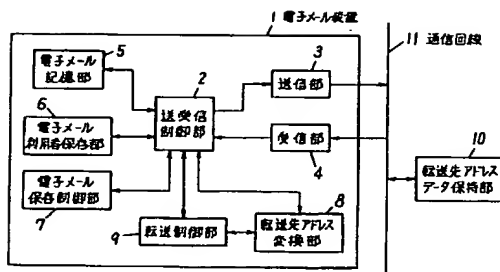 1 電子メール装置
11 通信回線
5
電子メール
記憶部
2
送受信
制御部
3
送信部
6
電子メール
利用者保存部
受信部
4
10
転送先アドレス
データ保持部
電子メール
保存制御部
7
8
9
転送制御部
転送先アドレス
変換部